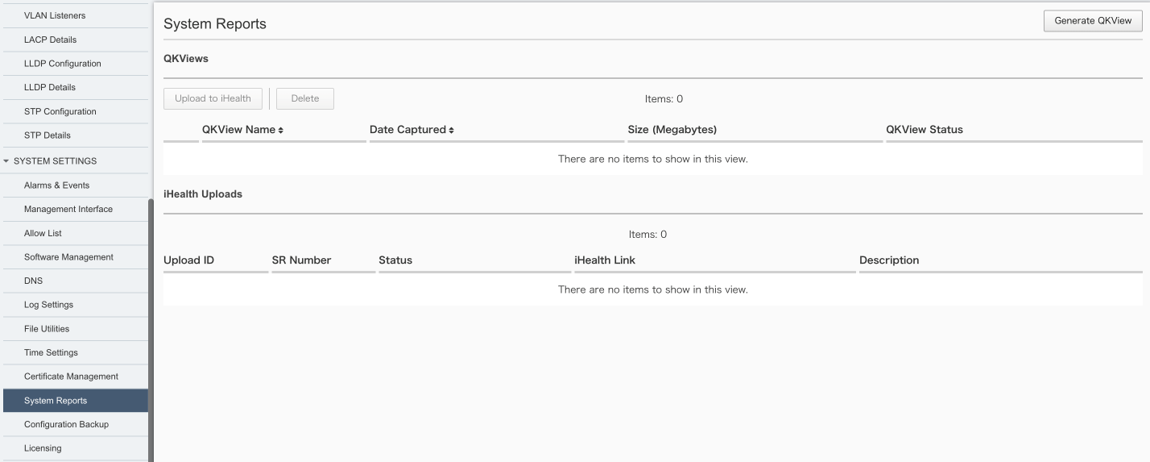 VLAN Listeners
LACP Details
LLDP Configuration
LLDP Details
STP Configuration
STP Details
SYSTEM SETTINGS
Alarms & Events
Management Interface
Allow List
Software Management
DNS
Log Settings
File Utilities
Time Settings
Certificate Management
System Reports
Configuration Backup
Licensing
System Reports
Generate QKView
QKViews
Upload to iHealth
Delete
Items: 0
QKView Name Date Captured Size (Megabytes) QKView Status
There are no items to show in this view.
iHealth Uploads
Items: 0
Upload ID SR Number Status iHealth Link Description
There are no items to show in this view.